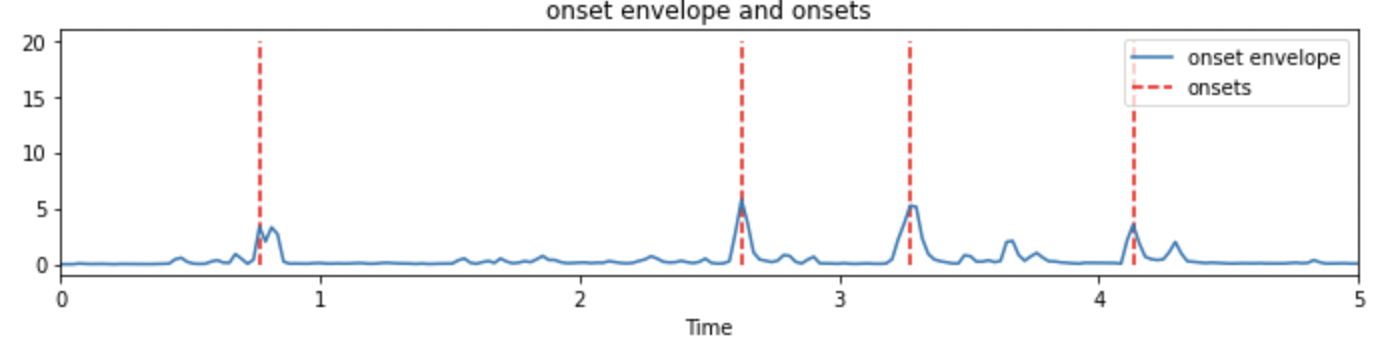 onset envelope and onsets
20
15
10
5
0
onset envelope
onsets
0 1 2 3 4 5
Time